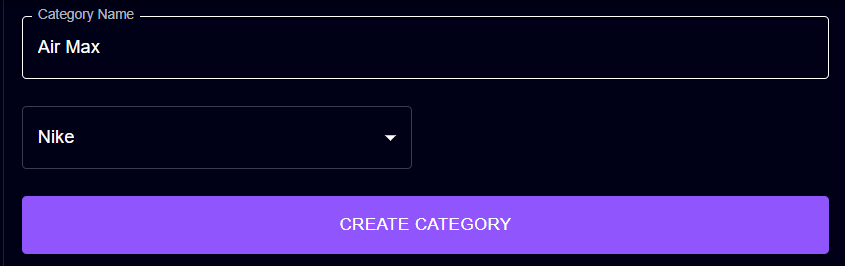 Category Name
Air Max
Nike
CREATE CATEGORY